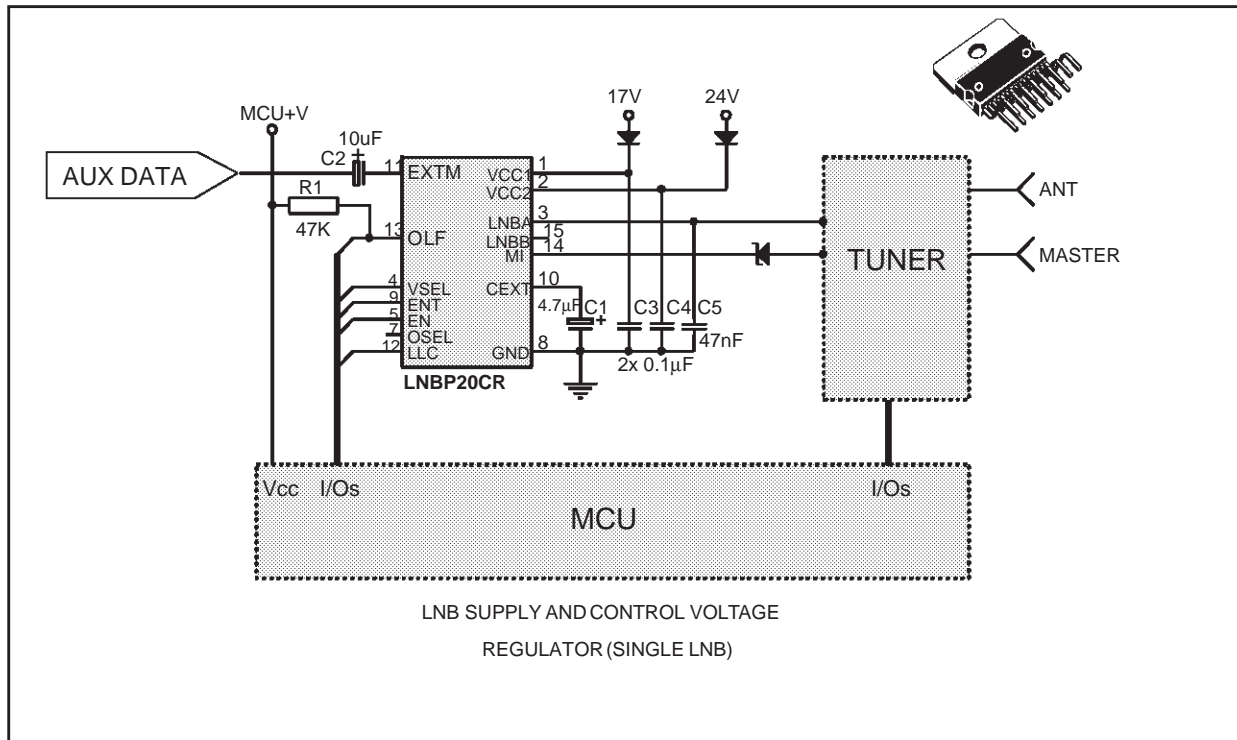 17V
24V
MCU+V
10uF
C2
+
AUX DATA
11
EXTM
VCC1
1
VCC2
2
R1
47K
LNBA
3
ANT
13
OLF
LNBB
15
MI
14
TUNER
MASTER
4
VSEL
CEXT
10
9
ENT
4.7μF
C1
C3
C4
C5
5
EN
+
7
OSEL
47nF
12
LLC
GND
8
2x 0.1μF
LNBP20CR
Vcc
I/Os
I/Os
MCU
LNB SUPPLY AND CONTROL VOLTAGE
REGULATOR (SINGLE LNB)